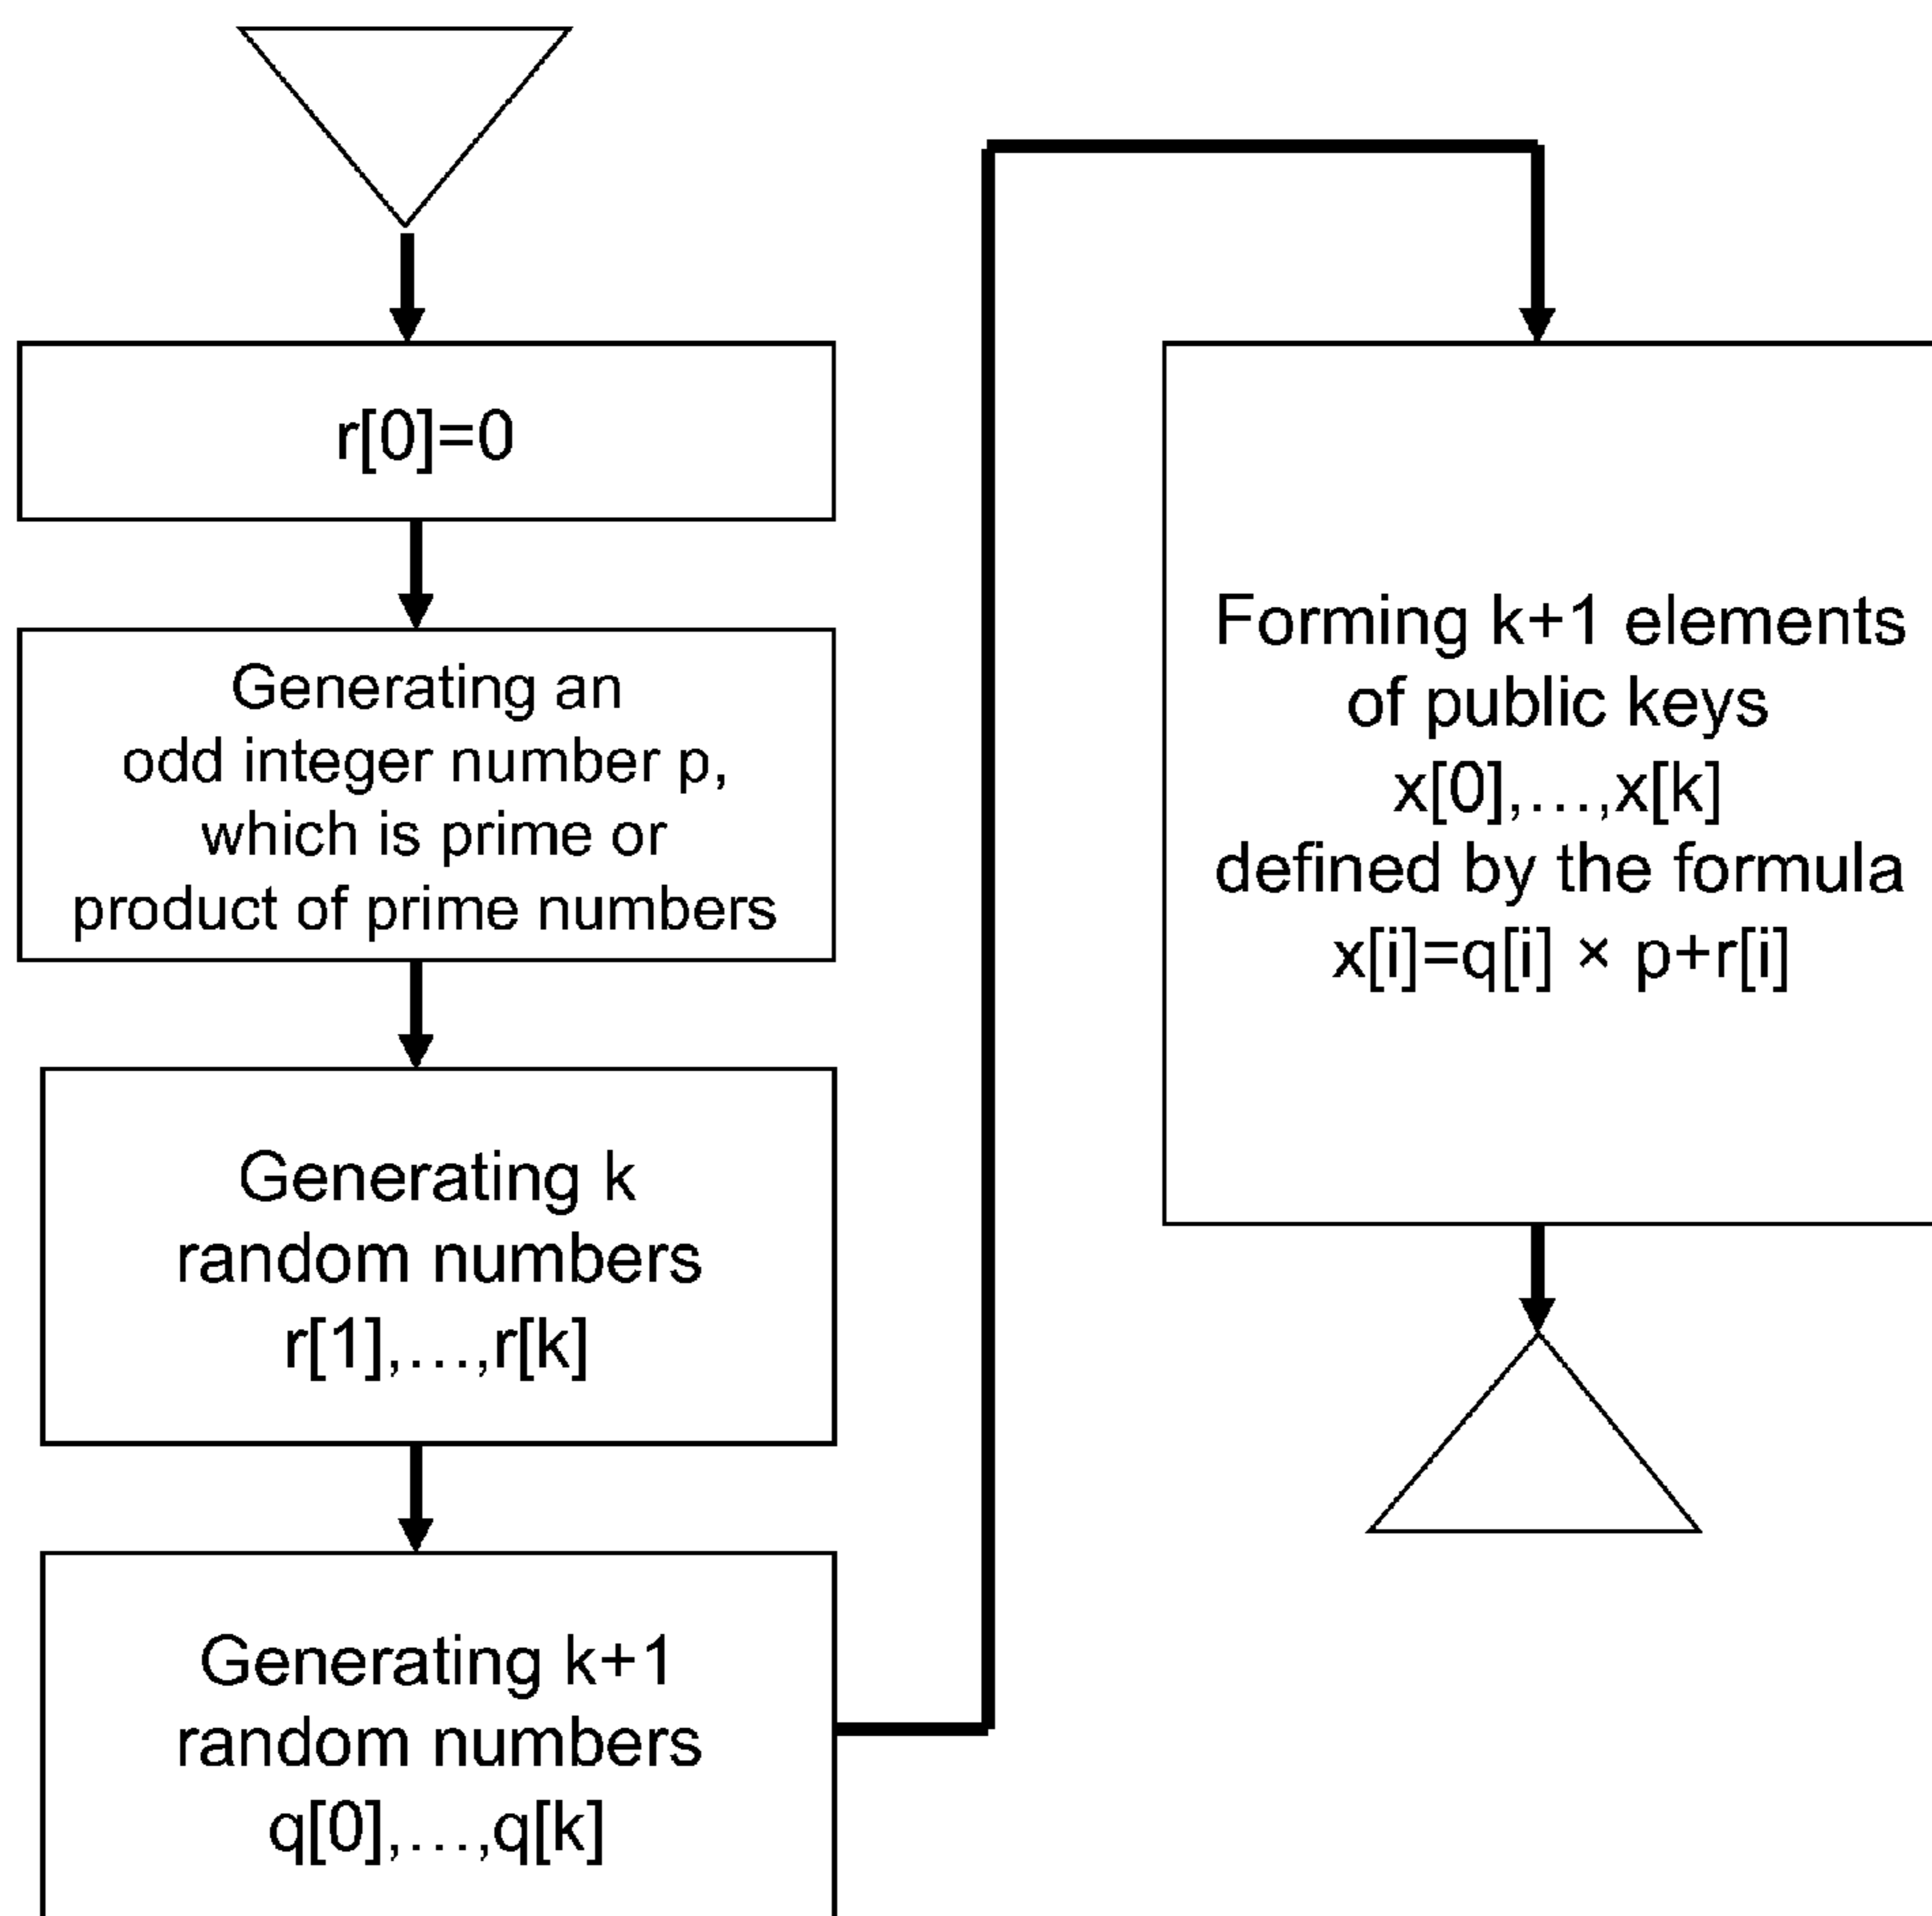 r[0]=0
Generating an
odd integer number p,
which is prime or
product of prime numbers
Generating k
random numbers
r[1],...,r[k]
Generating k+1
random numbers
q[0],...,q[k]
Forming k+1 elements
of public keys
x[0],...,x[k]
defined by the formula
x[i]=q[i] × p+r[i]